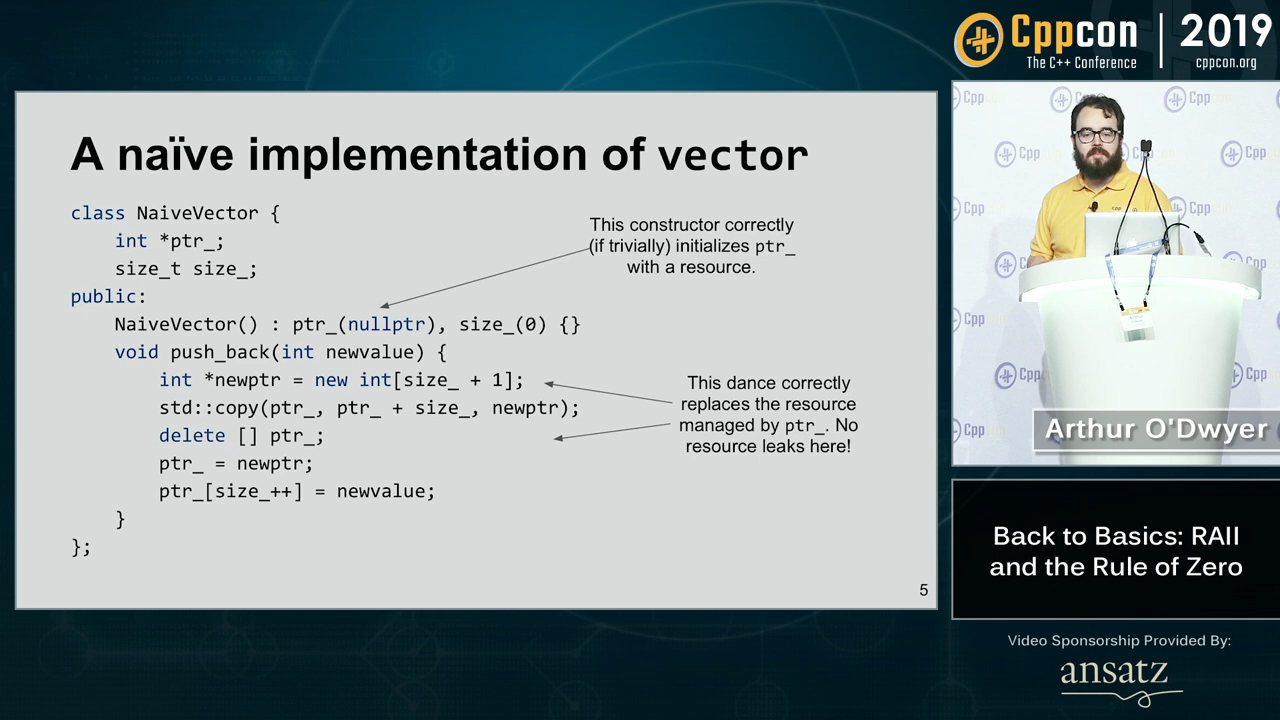 Cppcon | 2019
The C++ Conference cppcon.org
A naïve implementation of vector
class NaiveVector {
int *ptr_;
size_t size_;
public:
NaiveVector() : ptr_(nullptr), size_(0) {}
void push_back(int newvalue) {
int *newptr = new int[size_ + 1];
std::copy(ptr_, ptr_ + size_, newptr);
delete [] ptr_;
ptr_ = newptr;
ptr_[size_++] = newvalue;
}
};
This constructor correctly
(if trivially) initializes ptr_
with a resource.
This dance correctly
replaces the resource
managed by ptr_. No
resource leaks here!
5
Arthur O'Dwyer
Back to Basics: RAII
and the Rule of Zero
Video Sponsorship Provided By:
ansatz